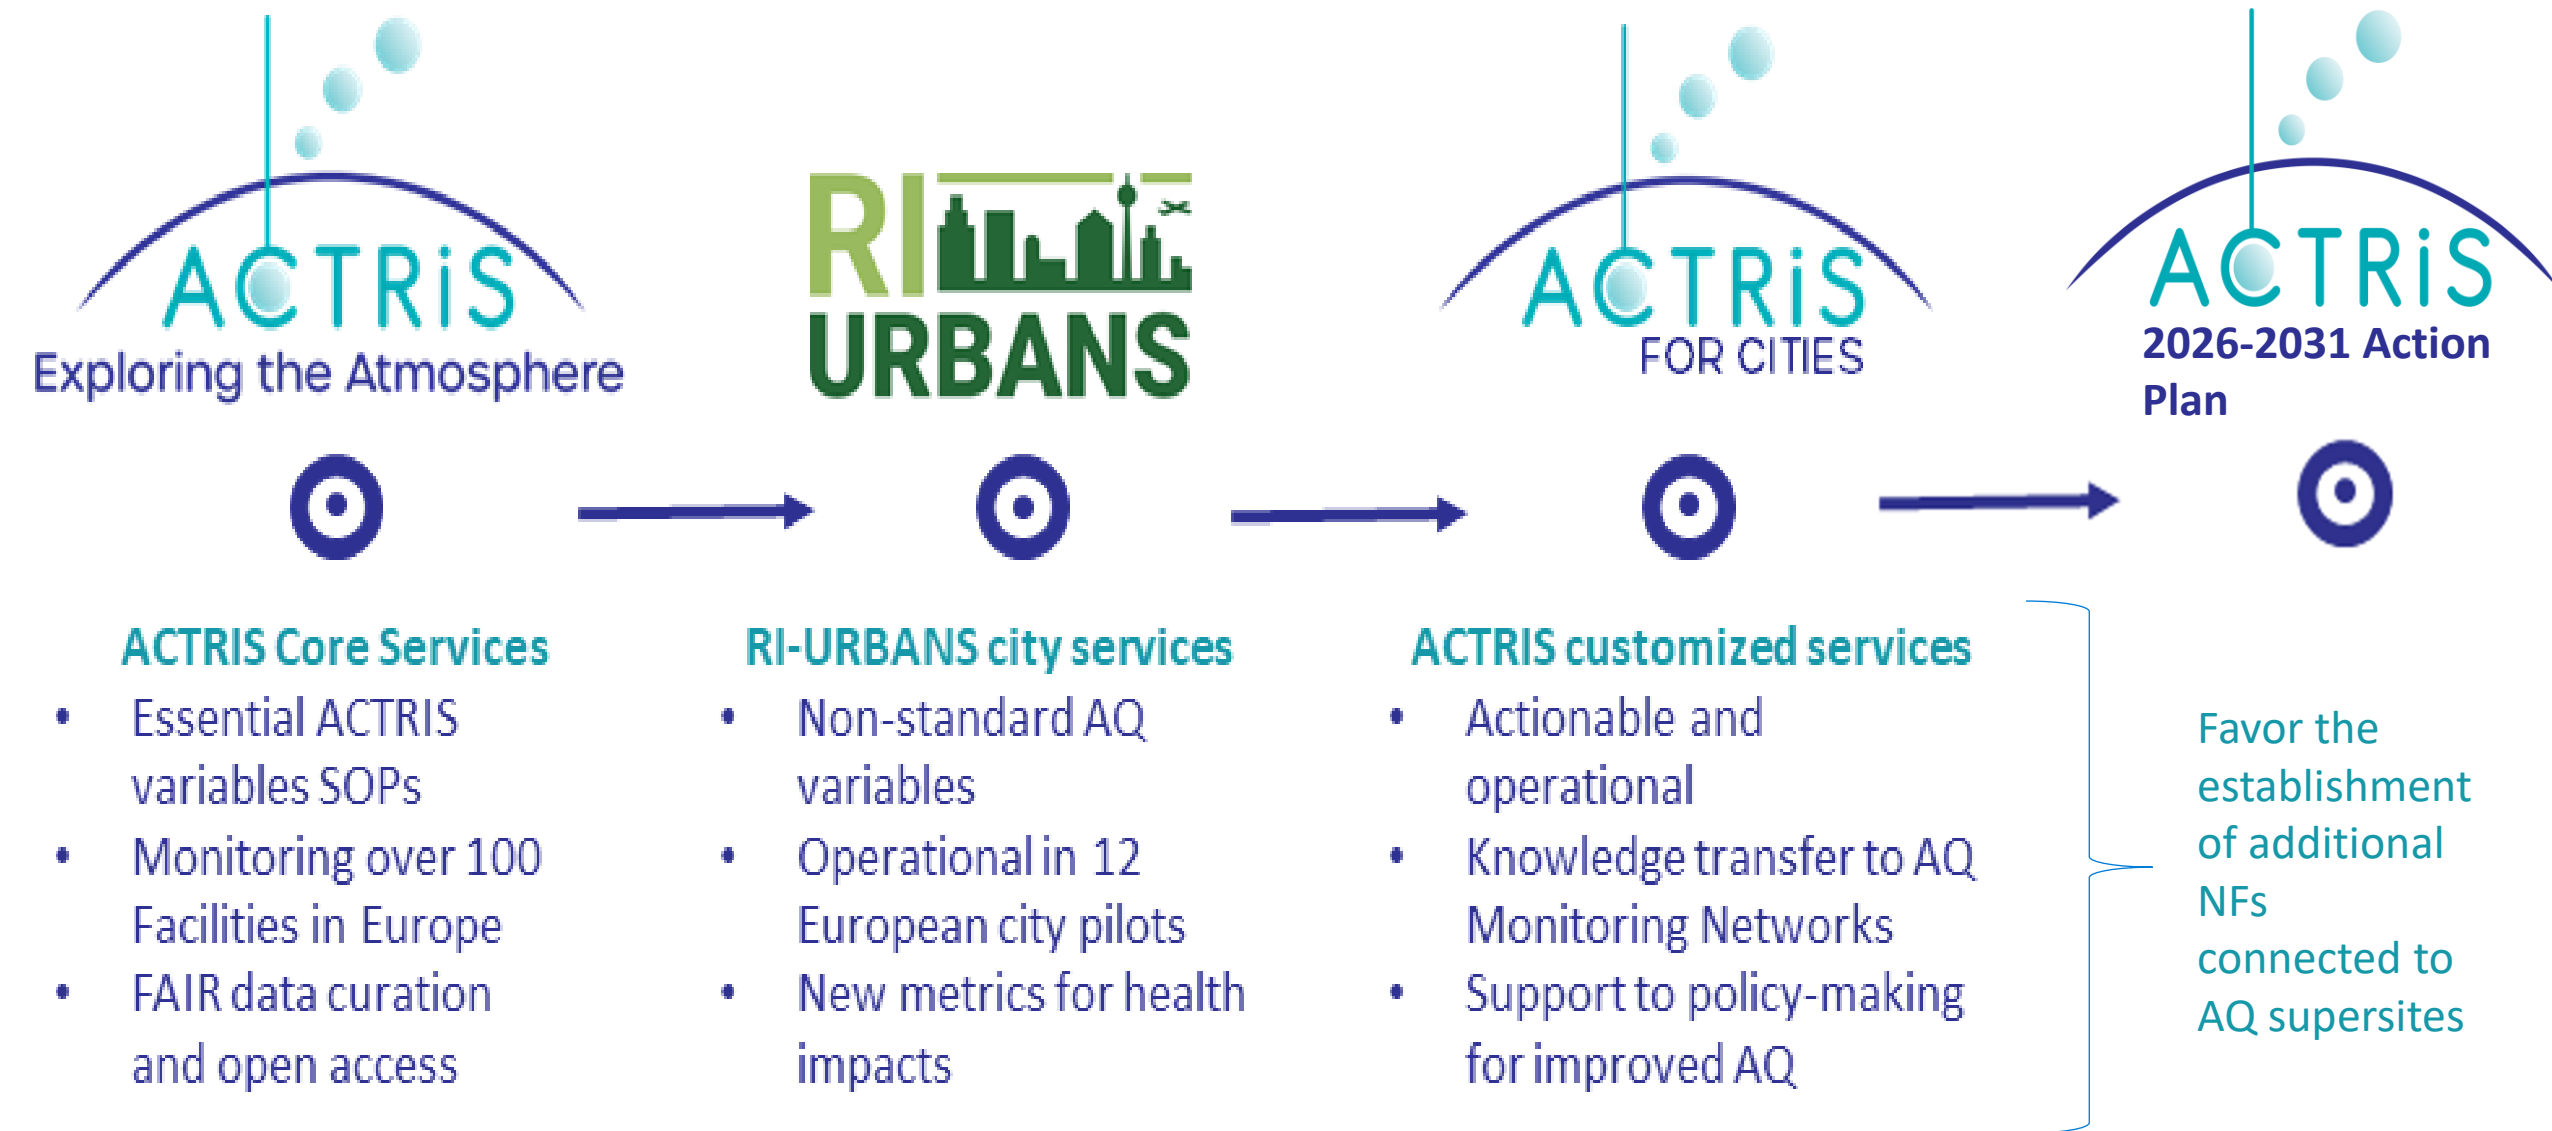 ACTRiS
Exploring the Atmosphere
RI
URBANS
ACTRiS
FOR CITIES
ACTRiS
2026-2031 Action
Plan
ACTRIS Core Services
• Essential ACTRIS
variables SOPs
• Monitoring over 100
Facilities in Europe
• FAIR data curation
and open access
RI-URBANS city services
• Non-standard AQ
variables
• Operational in 12
European city pilots
• New metrics for health
impacts
ACTRIS customized services
• Actionable and
operational
• Knowledge transfer to AQ
Monitoring Networks
• Support to policy-making
for improved AQ
Favor the
establishment
of additional
NFs
connected to
AQ supersites